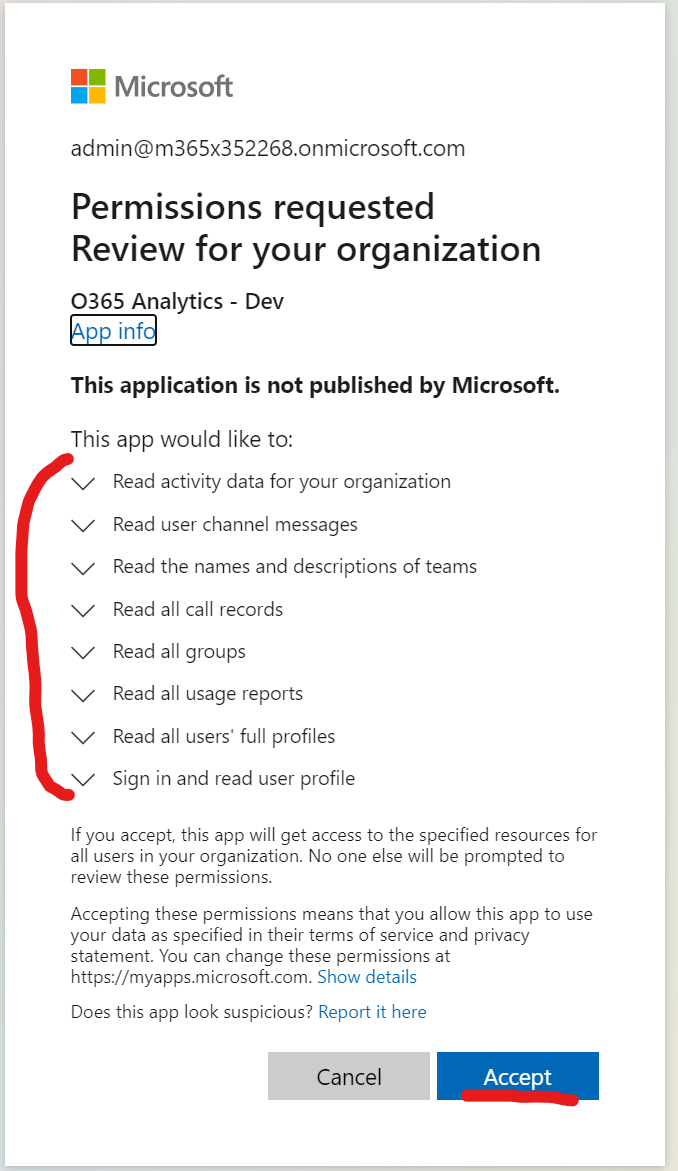 Microsoft
admin@m365x352268.onmicrosoft.com
Permissions requested
Review for your organization
O365 Analytics - Dev
App info
This application is not published by Microsoft.
This app would like to:
Read activity data for your organization
Read user channel messages
Read the names and descriptions of teams
Read all call records
Read all groups
Read all usage reports
Read all users' full profiles
Sign in and read user profile
If you accept, this app will get access to the specified resources for
all users in your organization. No one else will be prompted to
review these permissions.
Accepting these permissions means that you allow this app to use
your data as specified in their terms of service and privacy
statement. You can change these permissions at
https://myapps.microsoft.com. Show details
Does this app look suspicious? Report it here
Cancel Accept